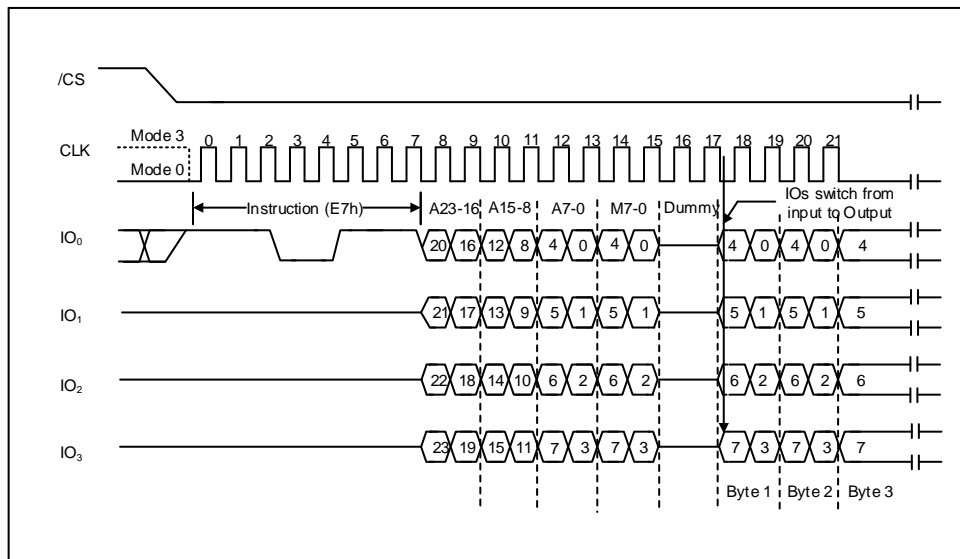 /CS
Mode 3
CLK
Mode 0
0 1 2 3 4 5 6 7 8 9 10 11 12 13 14 15 16 17 18 19 20 21
Instruction (E7h)
A23-16 A15-8 A7-0 M7-0 Dummy
IOs switch from
input to Output
IO₀ 20 16 12 8 4 0 4 0 4 0 4 0 4
IO₁ 21 17 13 9 5 1 5 1 5 1 5 1 5
IO₂ 22 18 14 10 6 2 6 2 6 2 6 2 6
IO₃ 23 19 15 11 7 3 7 3 7 3 7 3 7
Byte 1 Byte 2 Byte 3